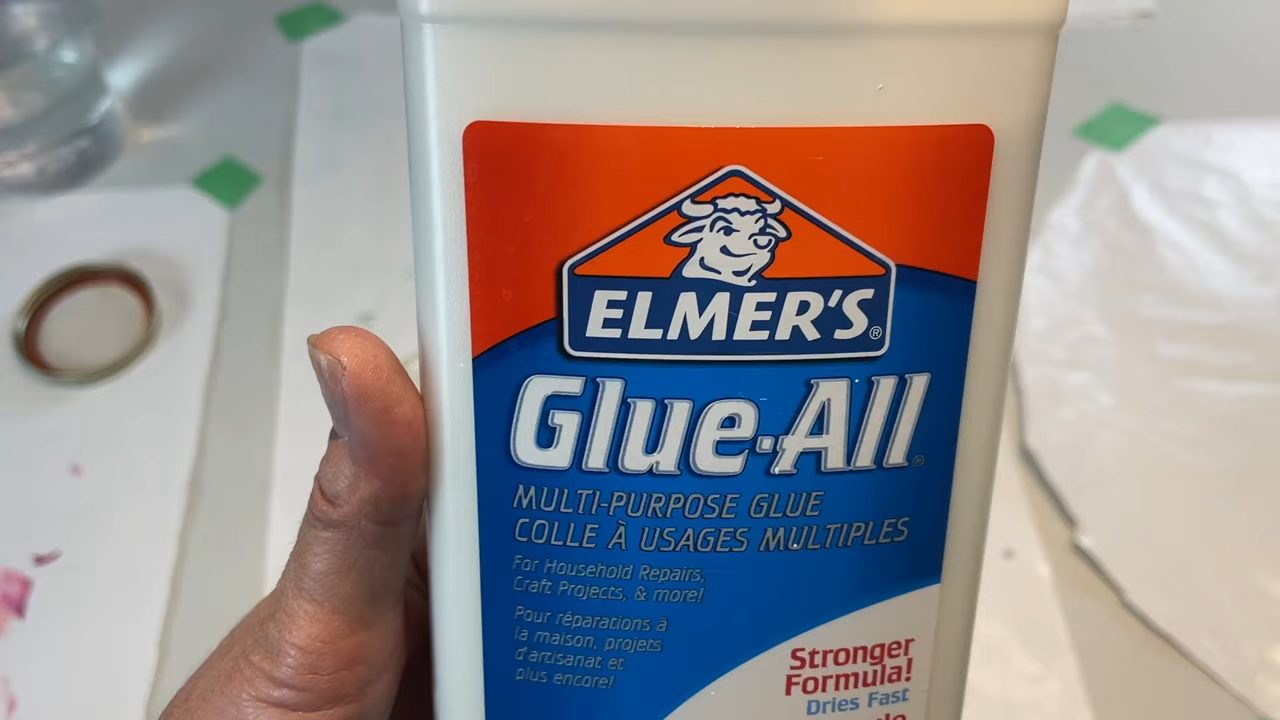 ELMER'S®
Glue-All®
MULTI-PURPOSE GLUE
COLLE À USAGES MULTIPLES
For Household Repairs,
Craft Projects, & more!
Pour réparations à
la maison, projets
d'artisanat et
plus encore!
Stronger
Formula!
Dries Fast